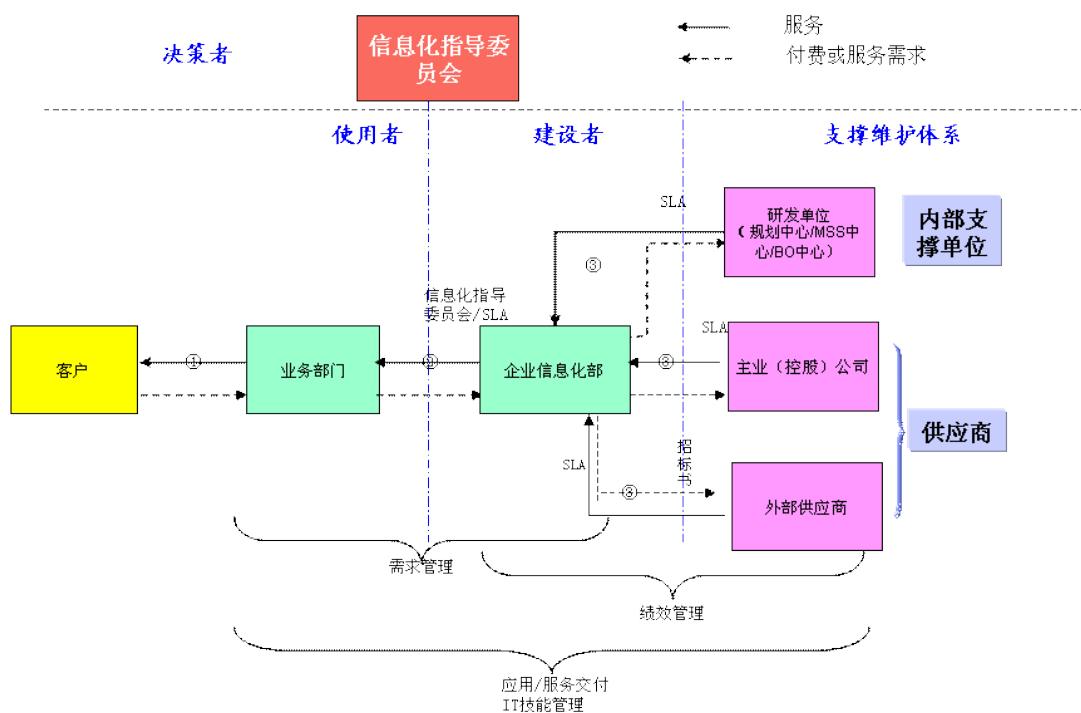 决策者
信息化指导委
员会
服务
付费或服务需求
使用者
建设者
支撑维护体系
SLA
研发单位
(规划中心/MSS中
心/BO中心)
内部支
撑单位
③
信息化指导
委员会/SLA
SLA
客户
①
业务部门
企业信息化部
③
主业(控股)公司
供应商
SLA
招
标
书
③
外部供应商
需求管理
绩效管理
应用/服务交付
IT技能管理